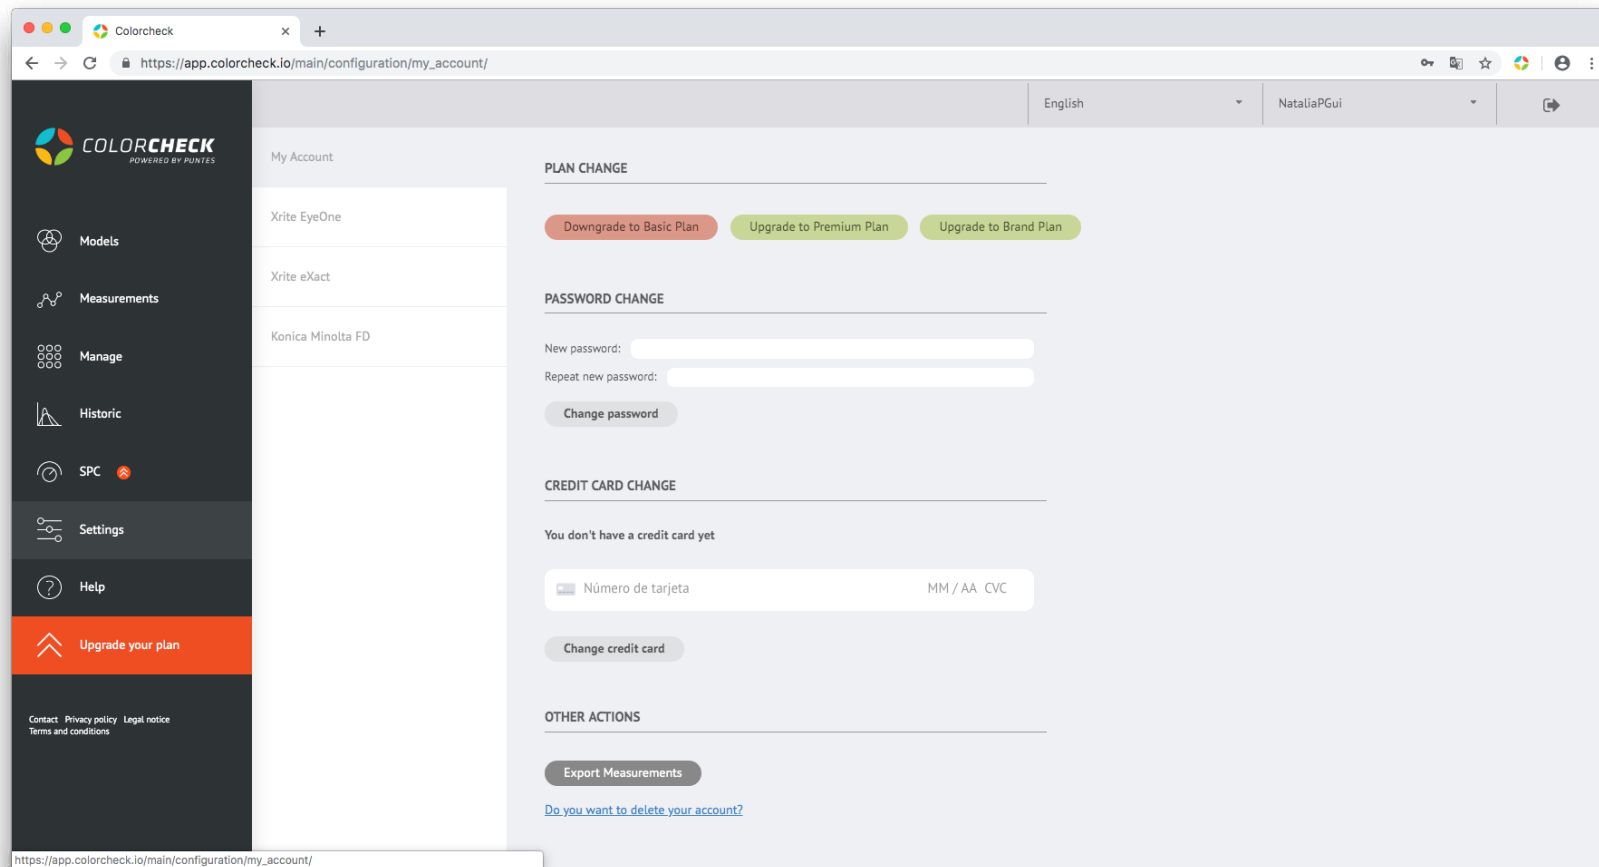 Colorcheck
https://app.colorcheck.io/main/configuration/my_account/
English
NataliaPGui
COLORCHECK
POWERED BY PUNTES
Models
Measurements
Manage
Historic
SPC
Settings
Help
Upgrade your plan
Contact Privacy policy Legal notice
Terms and conditions
My Account
Xrite EyeOne
Xrite eXact
Konica Minolta FD
PLAN CHANGE
Downgrade to Basic Plan Upgrade to Premium Plan Upgrade to Brand Plan
PASSWORD CHANGE
New password:
Repeat new password:
Change password
CREDIT CARD CHANGE
You don't have a credit card yet
Número de tarjeta MM / AA CVC
Change credit card
OTHER ACTIONS
Export Measurements
Do you want to delete your account?
https://app.colorcheck.io/main/configuration/my_account/